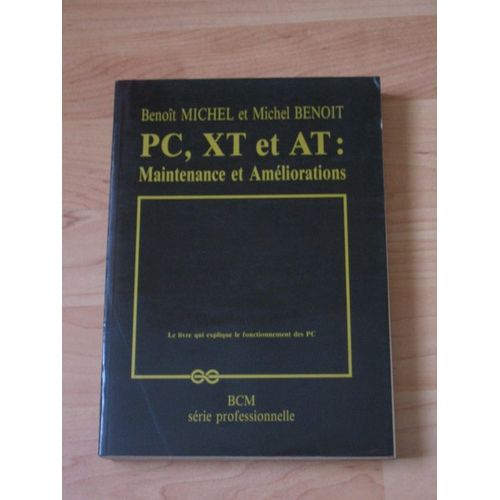 Benoît MICHEL et Michel BENOIT
PC, XT et AT :
Maintenance et Améliorations
Le livre qui explique le fonctionnement des PC
BCM
série professionnelle